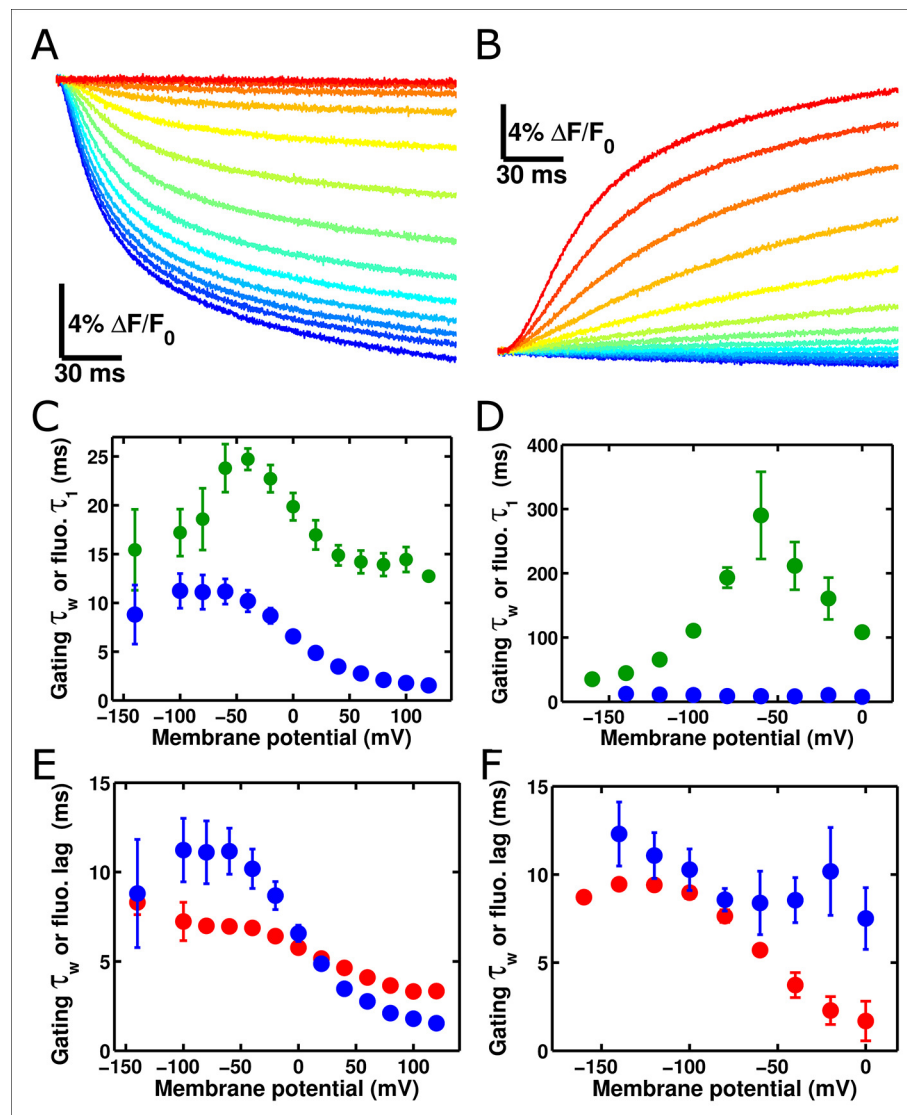 A
B
4% ΔF/F0
30 ms
4% ΔF/F0
30 ms
C
Gating τw or fluo. τ1 (ms)
25
20
15
10
5
0
−150 −100 −50 0 50 100
Membrane potential (mV)
D
Gating τw or fluo. τ1 (ms)
400
300
200
100
0
−150 −100 −50 0
Membrane potential (mV)
E
Gating τw or fluo. lag (ms)
15
10
5
0
−150 −100 −50 0 50 100
Membrane potential (mV)
F
Gating τw or fluo. lag (ms)
15
10
5
0
−150 −100 −50 0
Membrane potential (mV)